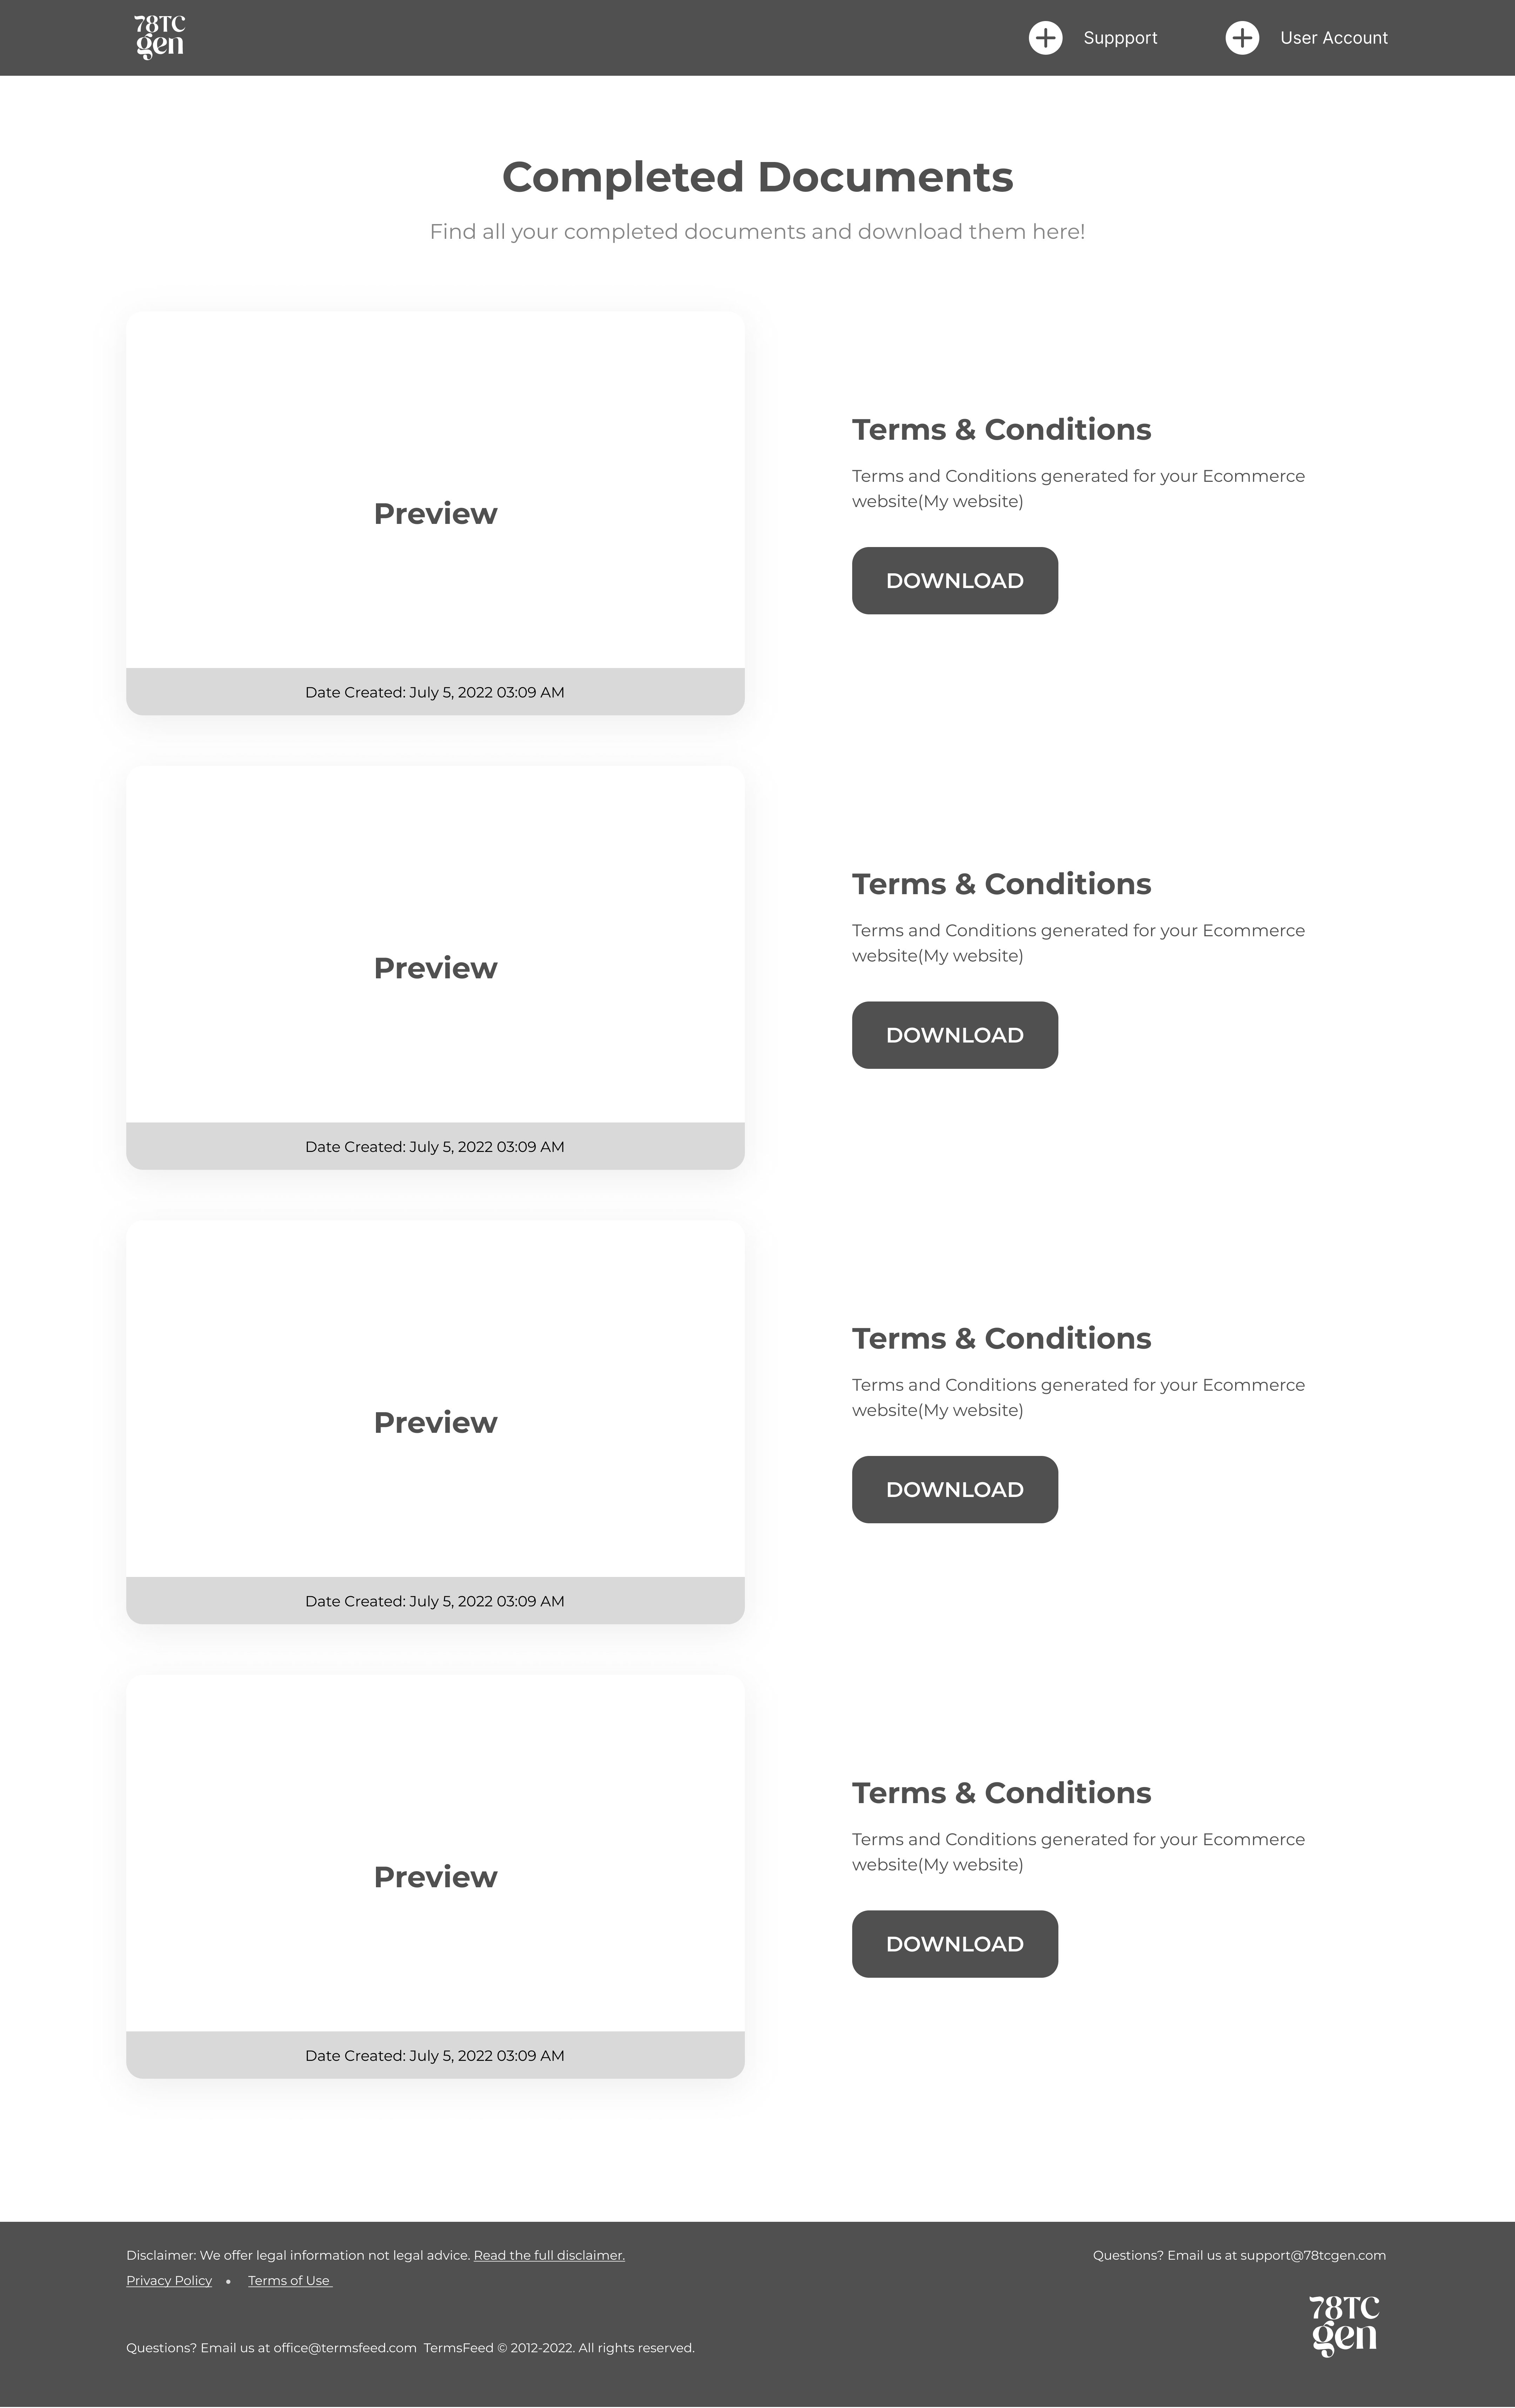 78TC
gen
Suppport
User Account
Completed Documents
Find all your completed documents and download them here!
Preview
Date Created: July 5, 2022 03:09 AM
Terms & Conditions
Terms and Conditions generated for your Ecommerce
website(My website)
DOWNLOAD
Preview
Date Created: July 5, 2022 03:09 AM
Terms & Conditions
Terms and Conditions generated for your Ecommerce
website(My website)
DOWNLOAD
Preview
Date Created: July 5, 2022 03:09 AM
Terms & Conditions
Terms and Conditions generated for your Ecommerce
website(My website)
DOWNLOAD
Preview
Date Created: July 5, 2022 03:09 AM
Terms & Conditions
Terms and Conditions generated for your Ecommerce
website(My website)
DOWNLOAD
Disclaimer: We offer legal information not legal advice. Read the full disclaimer.
Privacy Policy • Terms of Use
Questions? Email us at office@termsfeed.com TermsFeed © 2012-2022. All rights reserved.
Questions? Email us at support@78tcgen.com
78TC
gen